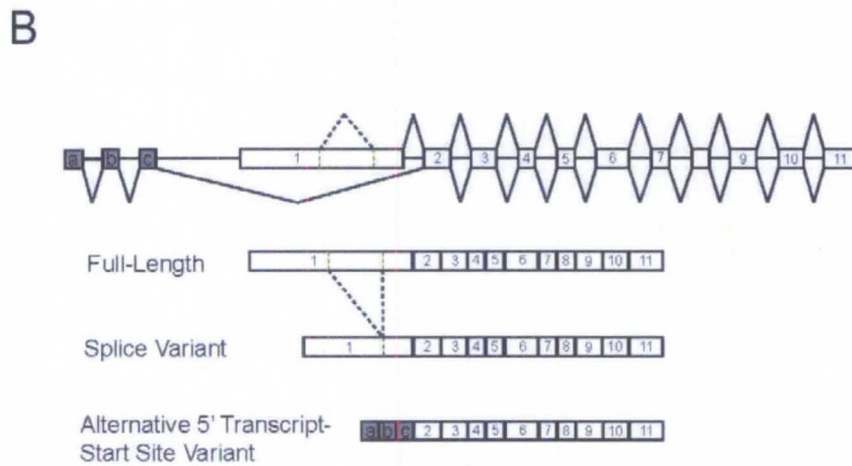 B
a b c 1 2 3 4 5 6 7 9 10 11
Full-Length 1 2 3 4 5 6 7 8 9 10 11
Splice Variant 1 2 3 4 5 6 7 8 9 10 11
Alternative 5' Transcript- a b c 2 3 4 5 6 7 8 9 10 11
Start Site Variant